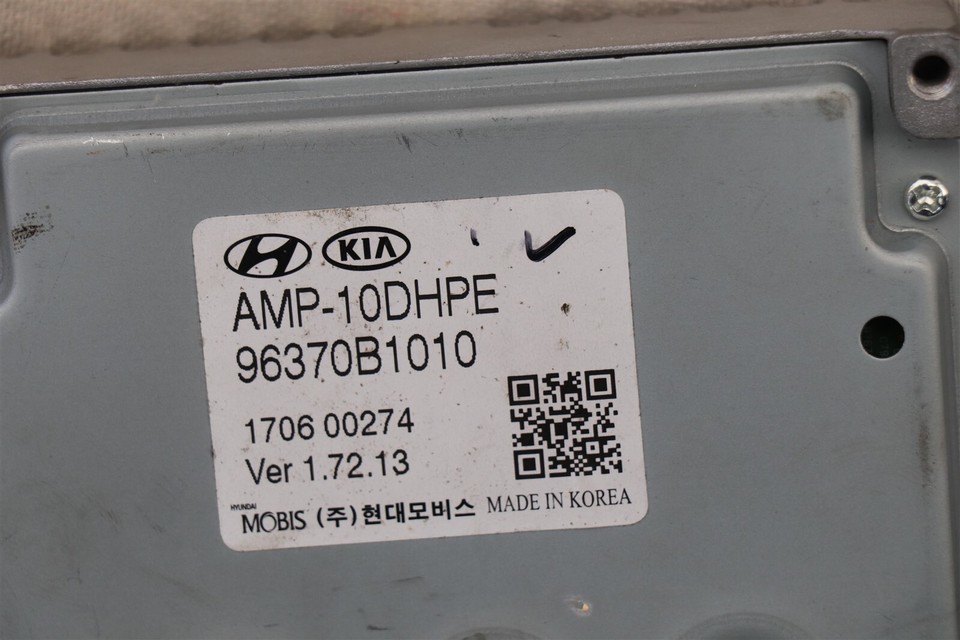 KIA
AMP-10DHPE
96370B1010
1706 00274
Ver 1.72.13
HYUNDAI
MOBIS (주)현대모비스 MADE IN KOREA